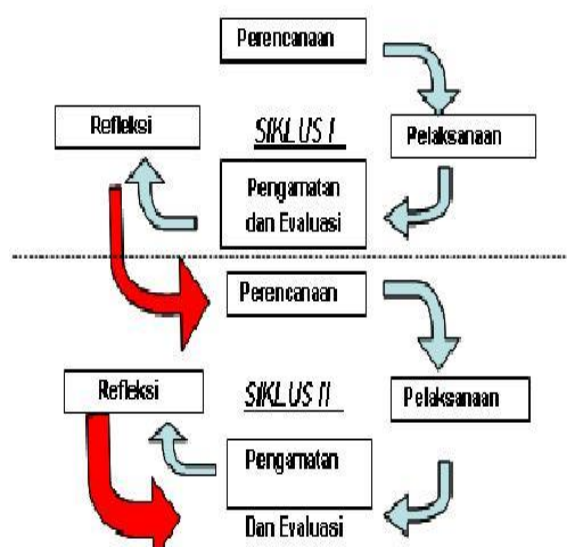 Perencanaan
Refleksi
SIKLUS I
Pelaksanaan
Pengamatan
dan Evaluasi
Perencanaan
Refleksi
SIKLUS II
Pelaksanaan
Pengamatan
Dan Evaluasi